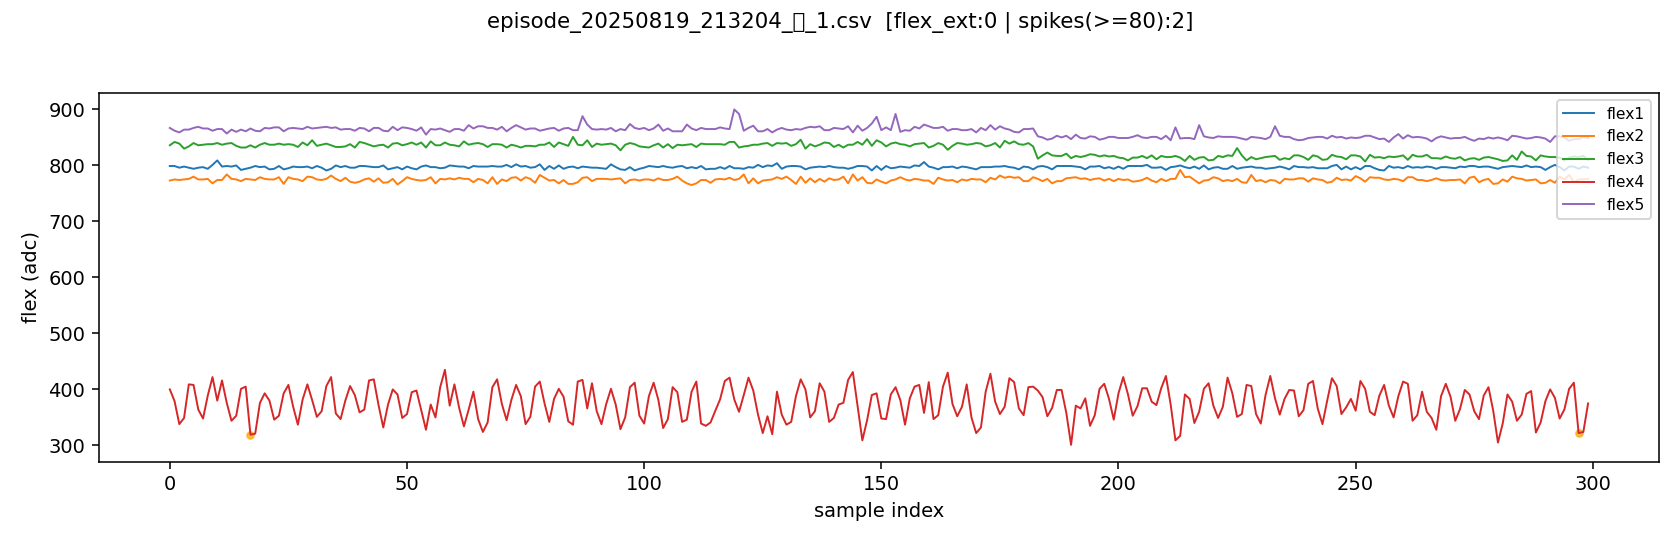 episode_20250819_213204_▯_1.csv [flex_ext:0 | spikes(>=80):2]
900
800
700
600
500
400
300
flex (adc)
0
50
100
150
200
250
300
sample index
flex1
flex2
flex3
flex4
flex5